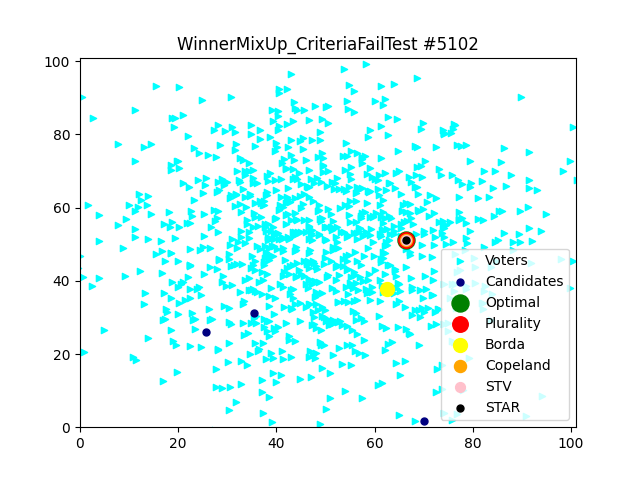 WinnerMixUp_CriteriaFailTest #5102
100
80
60
40
20
0
0
20
40
60
80
100
Voters
Candidates
Optimal
Plurality
Borda
Copeland
STV
STAR